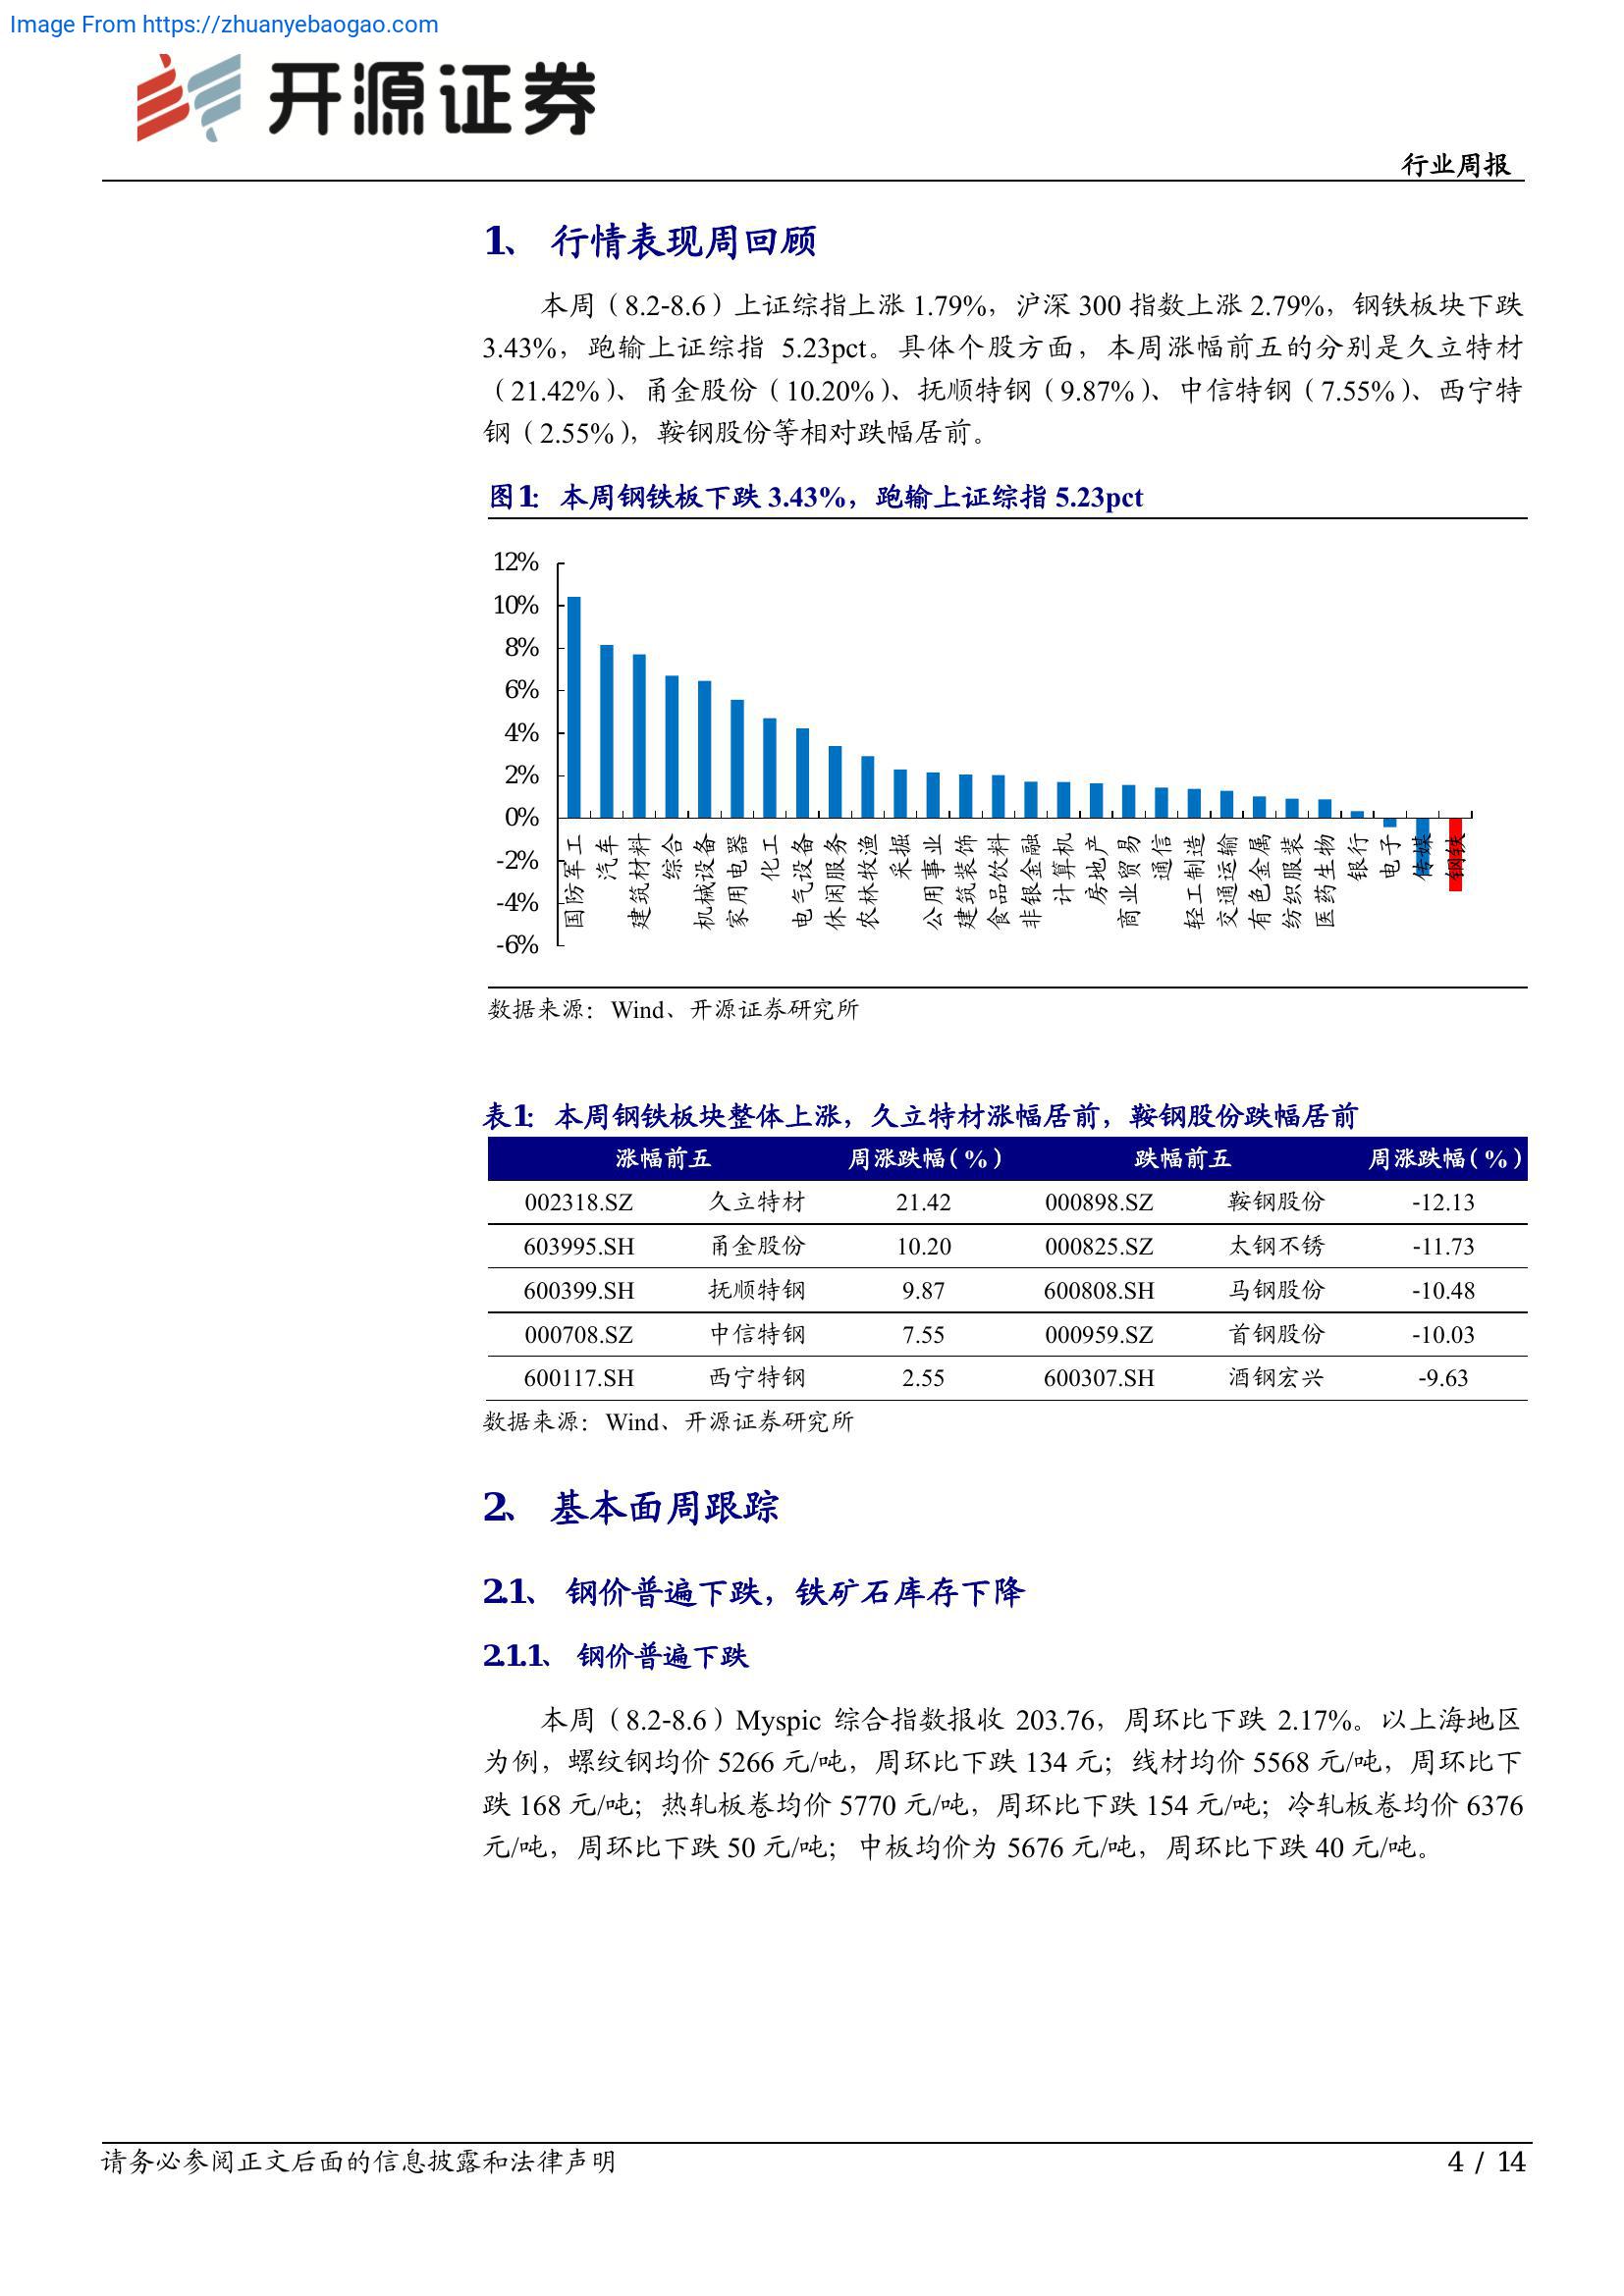 Image From https://zhuanyebaogao.com
开源证券
行业周报
1、 行情表现周回顾
本周（8.2-8.6）上证综指上涨 1.79%，沪深 300 指数上涨 2.79%，钢铁板块下跌
3.43%，跑输上证综指 5.23pct。具体个股方面，本周涨幅前五的分别是久立特材
（21.42%）、甬金股份（10.20%）、抚顺特钢（9.87%）、中信特钢（7.55%）、西宁特
钢（2.55%），鞍钢股份等相对跌幅居前。
图1： 本周钢铁板下跌 3.43%，跑输上证综指 5.23pct
12%
10%
8%
6%
4%
2%
0%
-2%
-4%
-6%
国防军工
汽车
建筑材料
综合
机械设备
家用电器
化工
电气设备
休闲服务
农林牧渔
采掘
公用事业
建筑装饰
食品饮料
非银金融
计算机
房地产
商业贸易
通信
轻工制造
交通运输
有色金属
纺织服装
医药生物
银行
电子
传媒
钢铁
数据来源：Wind、开源证券研究所
表1： 本周钢铁板块整体上涨，久立特材涨幅居前，鞍钢股份跌幅居前
涨幅前五 周涨跌幅（%） 跌幅前五 周涨跌幅（%）
002318.SZ 久立特材 21.42 000898.SZ 鞍钢股份 -12.13
603995.SH 甬金股份 10.20 000825.SZ 太钢不锈 -11.73
600399.SH 抚顺特钢 9.87 600808.SH 马钢股份 -10.48
000708.SZ 中信特钢 7.55 000959.SZ 首钢股份 -10.03
600117.SH 西宁特钢 2.55 600307.SH 酒钢宏兴 -9.63
数据来源：Wind、开源证券研究所
2、 基本面周跟踪
2.1、 钢价普遍下跌，铁矿石库存下降
2.1.1、 钢价普遍下跌
本周（8.2-8.6）Myspic 综合指数报收 203.76，周环比下跌 2.17%。以上海地区
为例，螺纹钢均价 5266 元/吨，周环比下跌 134 元；线材均价 5568 元/吨，周环比下
跌 168 元/吨；热轧板卷均价 5770 元/吨，周环比下跌 154 元/吨；冷轧板卷均价 6376
元/吨，周环比下跌 50 元/吨；中板均价为 5676 元/吨，周环比下跌 40 元/吨。
请务必参阅正文后面的信息披露和法律声明
4 / 14